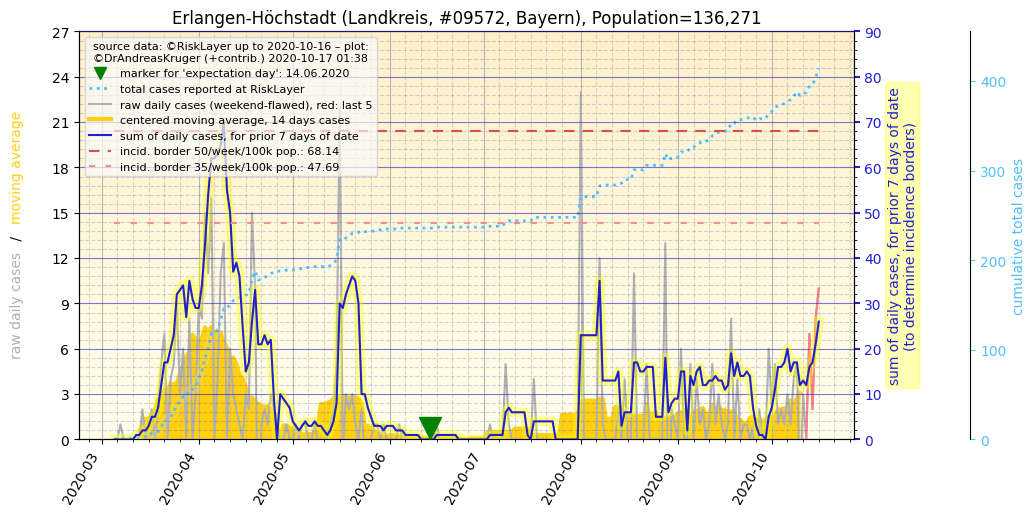 Erlangen-Höchstadt (Landkreis, #09572, Bayern), Population=136,271
source data: ©RiskLayer up to 2020-10-16 – plot:
©DrAndreasKruger (+contrib.) 2020-10-17 01:38
marker for 'expectation day': 14.06.2020
total cases reported at RiskLayer
raw daily cases (weekend-flawed), red: last 5
centered moving average, 14 days cases
sum of daily cases, for prior 7 days of date
incid. border 50/week/100k pop.: 68.14
incid. border 35/week/100k pop.: 47.69
raw daily cases / moving average
27
24
21
18
15
12
9
6
3
0
2020-03
2020-04
2020-05
2020-06
2020-07
2020-08
2020-09
2020-10
90
80
70
60
50
40
30
20
10
0
sum of daily cases, for prior 7 days of date
(to determine incidence borders)
400
300
200
100
0
cumulative total cases